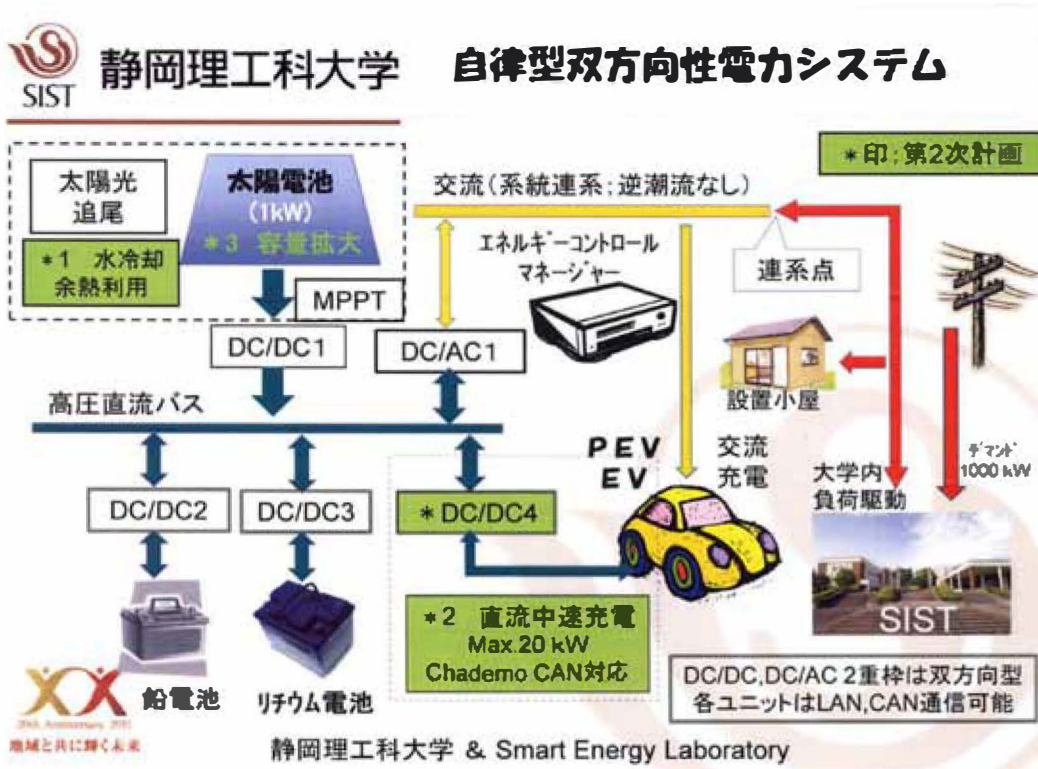 SIST
静岡理工科大学
自律型双方向性電力システム
*印;第2次計画
太陽光
追尾
太陽電池
(1kW)
*3 容量拡大
*1 水冷却
余熱利用
MPPT
交流(系統連系;逆潮流なし)
エネルギーコントロール
マネージャー
連系点
DC/DC1
DC/AC1
設置小屋
高圧直流バス
PEV
EV
交流
充電
大学内
負荷駆動
デマンド
1000 kW
DC/DC2
DC/DC3
*DC/DC4
SIST
*2 直流中速充電
Max.20 kW
Chademo CAN対応
DC/DC,DC/AC 2重枠は双方向型
各ユニットはLAN,CAN通信可能
鉛電池
リチウム電池
XX
20th Anniversary 2011
地域と共に輝く未来
静岡理工科大学 & Smart Energy Laboratory